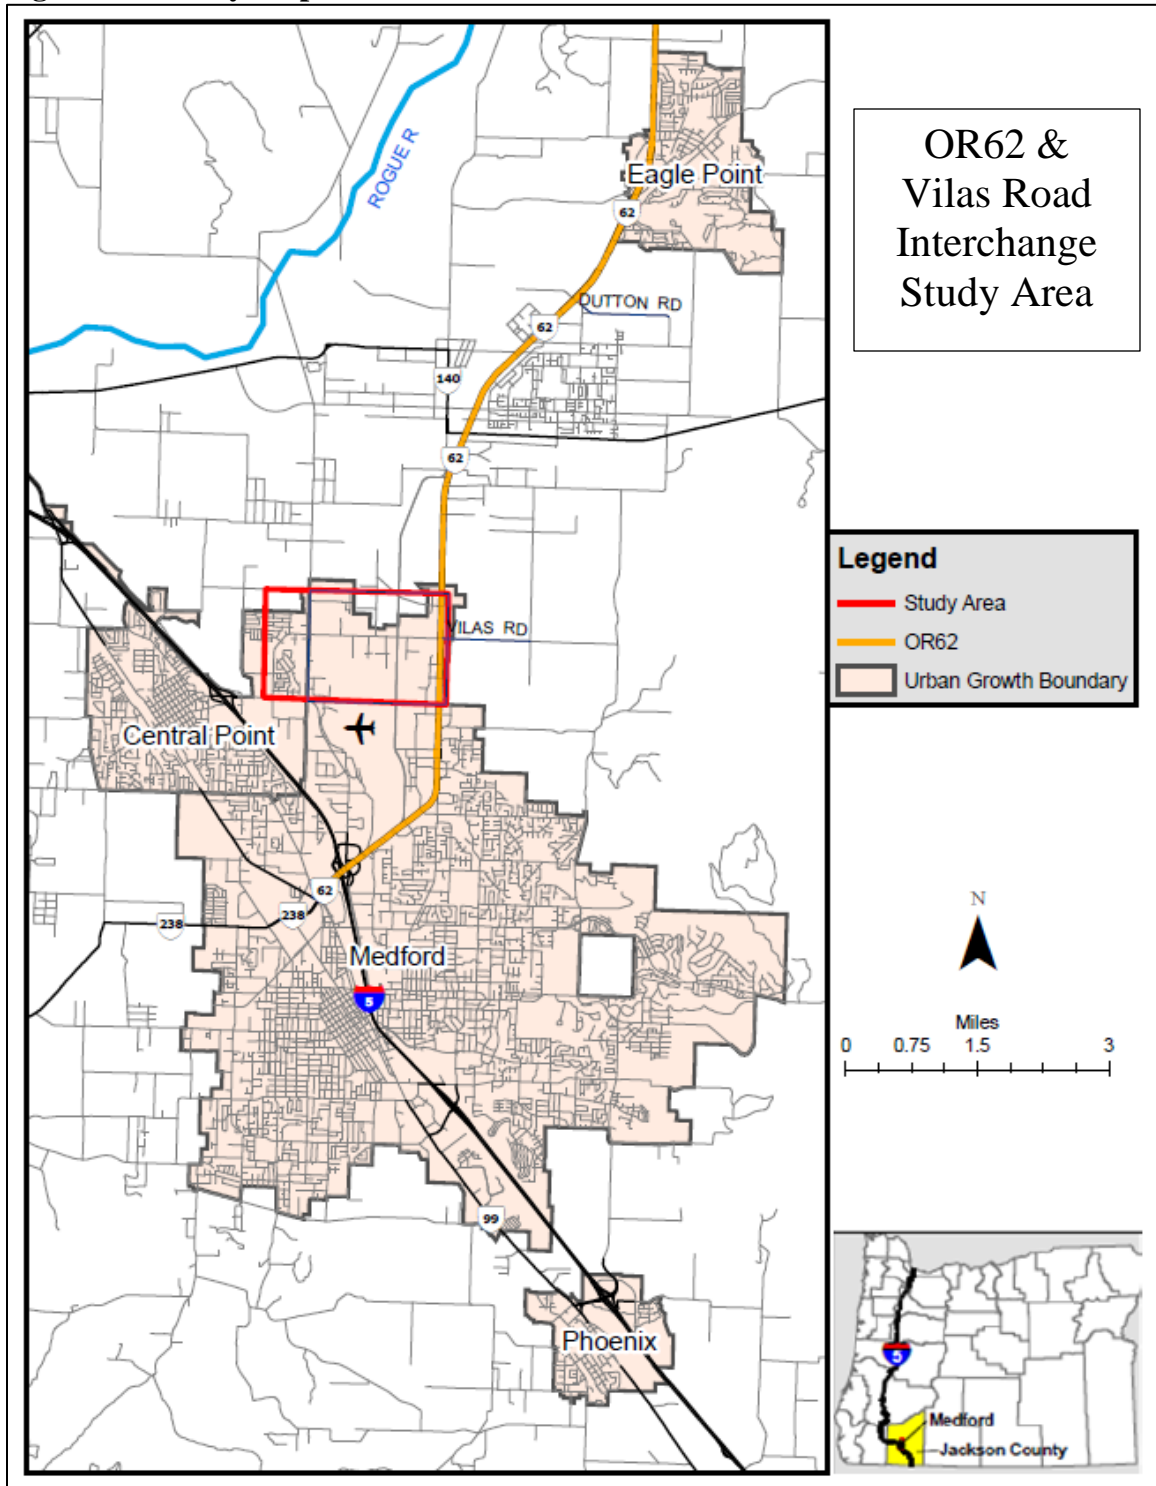 ROGUE R
Eagle Point
62
DUTTON RD
62
140
62
VILAS RD
Central Point
62
238
238
Medford
5
99
Phoenix
OR62 &
Vilas Road
Interchange
Study Area
Legend
Study Area
OR62
Urban Growth Boundary
N
Miles
0 0.75 1.5 3
5
Medford
Jackson County